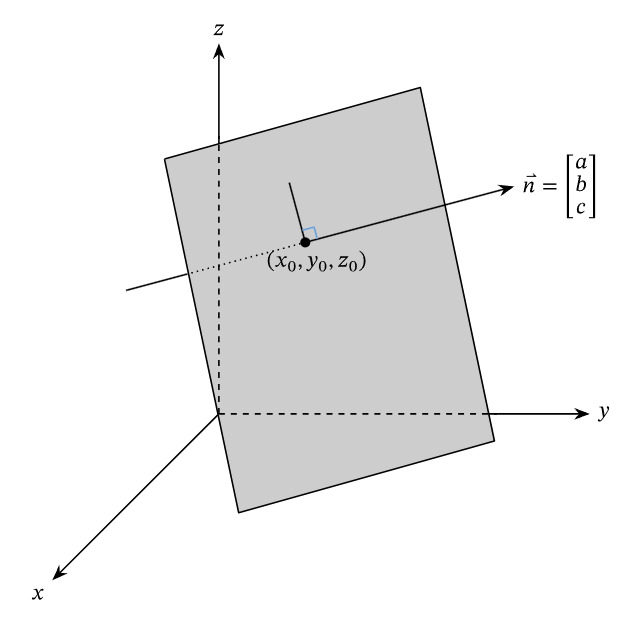 z
n⃗ = [a
b
c]
(x₀, y₀, z₀)
y
x